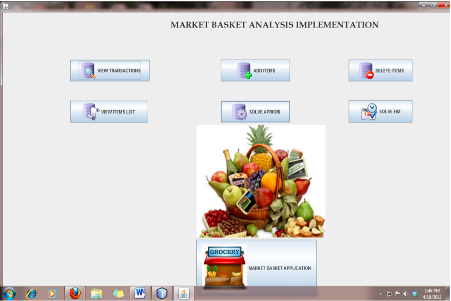 MARKET BASKET ANALYSIS IMPLEMENTATION
VIEW TRANSACTIONS
ADD ITEMS
DELETE ITEMS
VIEW ITEMS LIST
SOLVE APRIORI
SOLVE FIM
GROCERY
MARKET BASKET APPLICATION
5:46 PM
4/18/2012